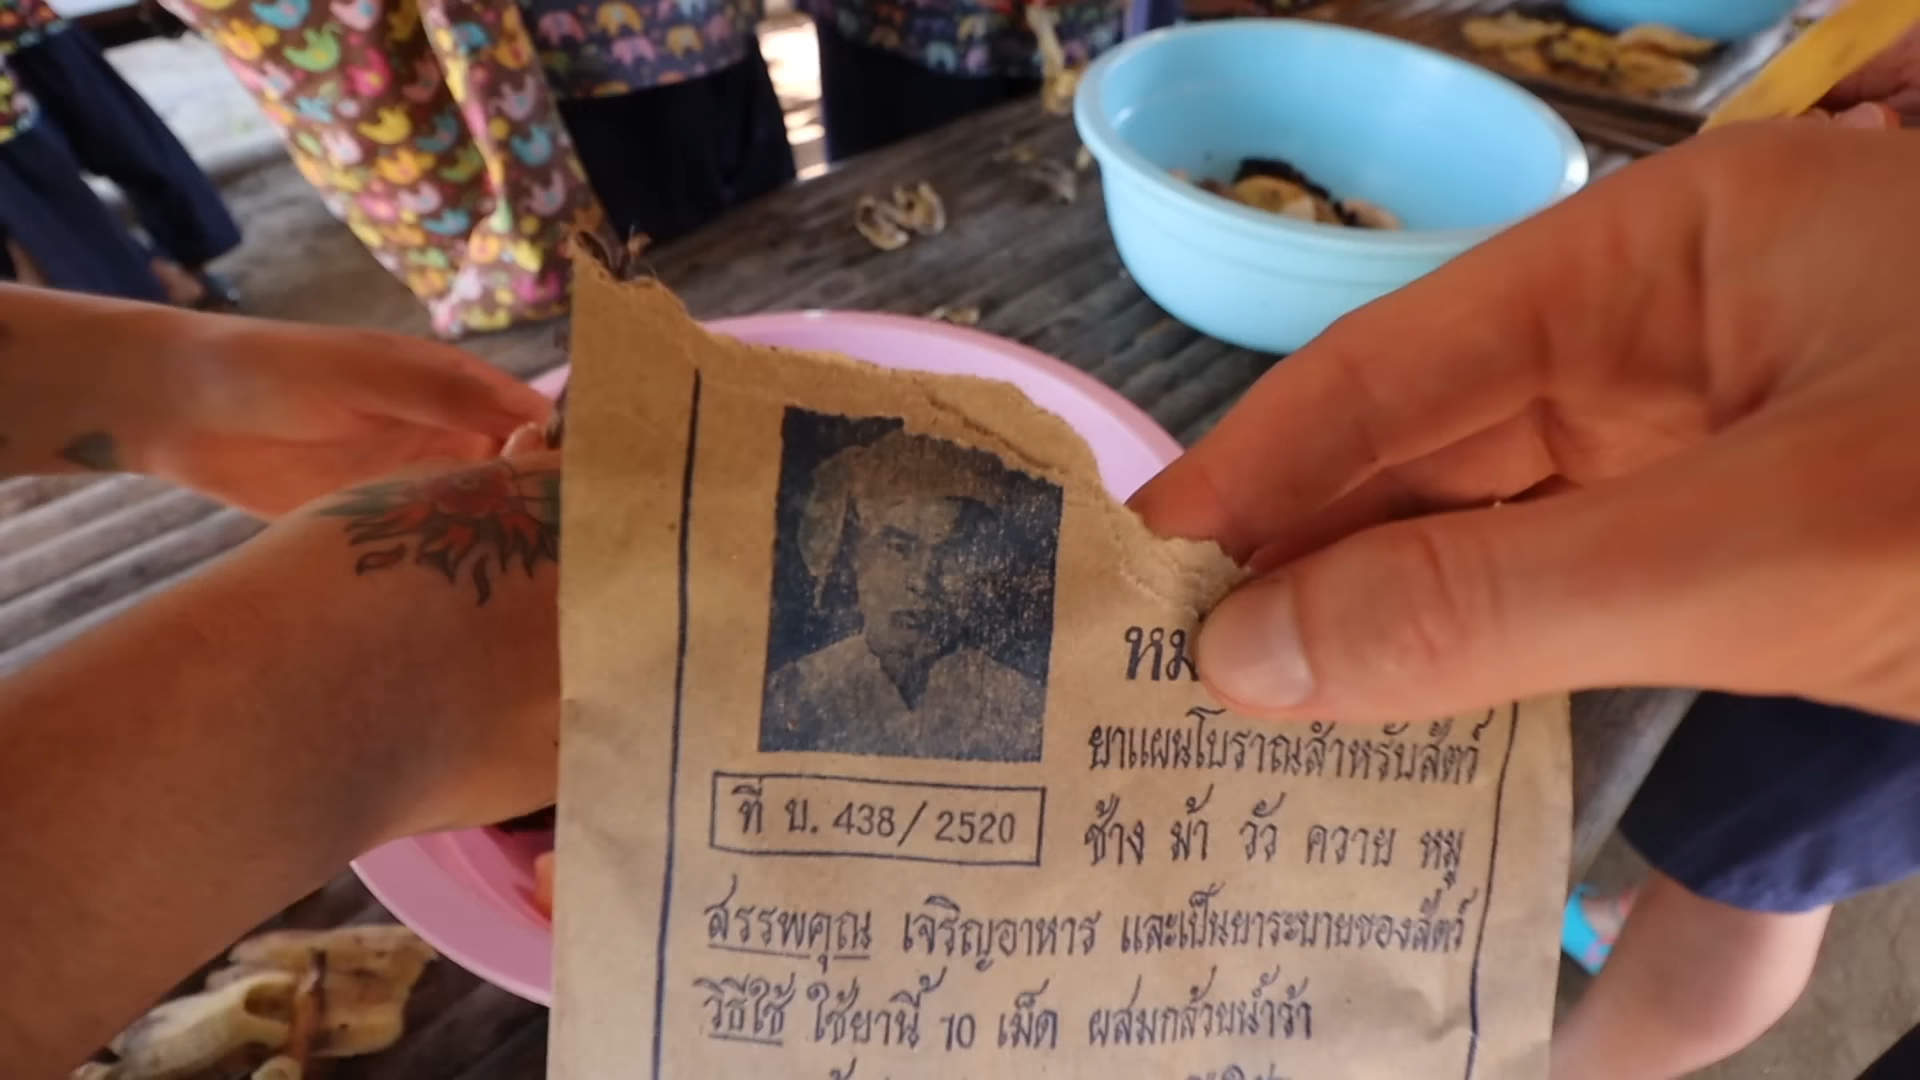 หม
ยาแผนโบราณสำหรับสัตว์
ที่ บ. 438/2520
ช้าง ม้า วัว ควาย หมู
สรรพคุณ เจริญอาหาร และเป็นยาระบายของสัตว์
วิธีใช้ ใช้ยานี้ 10 เม็ด ผสมกล้วยน้ำว้า